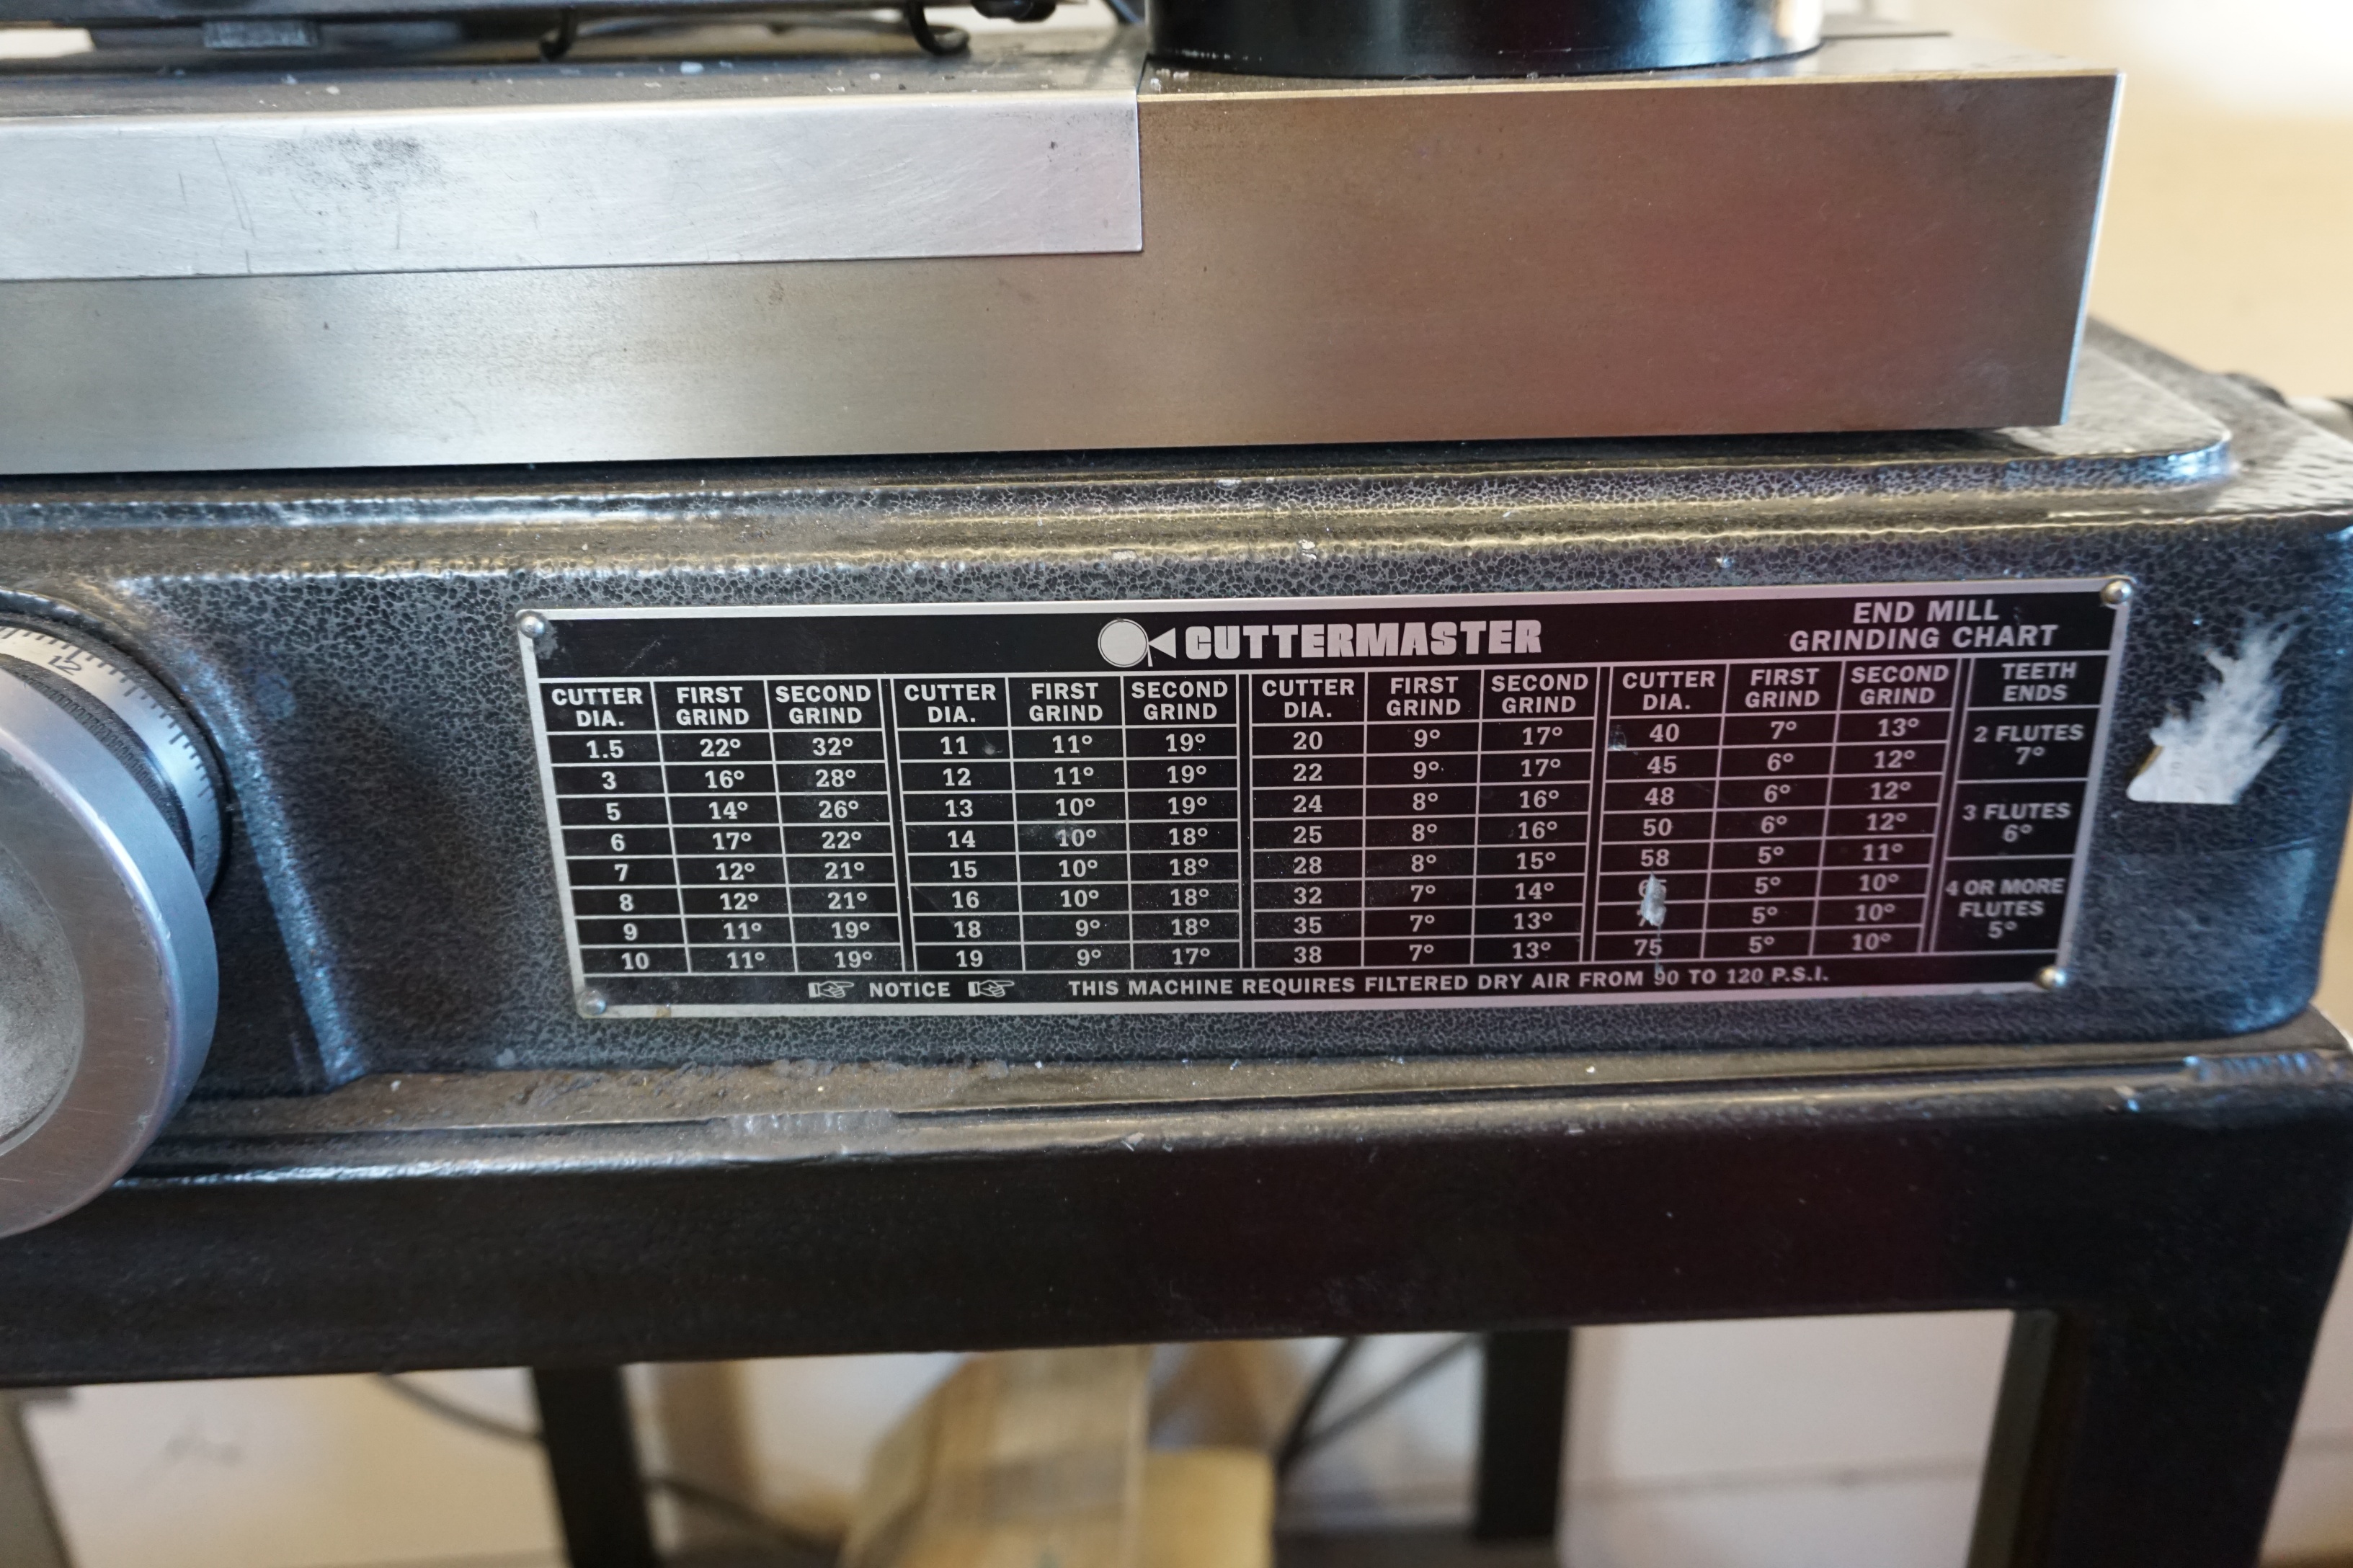 12
CUTTERMASTER
END MILL
GRINDING CHART
CUTTER DIA. FIRST GRIND SECOND GRIND CUTTER DIA. FIRST GRIND SECOND GRIND CUTTER DIA. FIRST GRIND SECOND GRIND CUTTER DIA. FIRST GRIND SECOND GRIND TEETH ENDS
1.5 22° 32° 11 11° 19° 20 9° 17° 40 7° 13°
3 16° 28° 12 11° 19° 22 9° 17° 45 6° 12°
5 14° 26° 13 10° 19° 24 8° 16° 48 6° 12°
6 17° 22° 14 10° 18° 25 8° 16° 50 6° 12°
7 12° 21° 15 10° 18° 28 8° 15° 58 5° 11°
8 12° 21° 16 10° 18° 32 7° 14° 5° 10°
9 11° 19° 18 9° 18° 35 7° 13° 5° 10°
10 11° 19° 19 9° 17° 38 7° 13° 75 5° 10°
2 FLUTES
7°
3 FLUTES
6°
4 OR MORE
FLUTES
5°
NOTICE THIS MACHINE REQUIRES FILTERED DRY AIR FROM 90 TO 120 P.S.I.